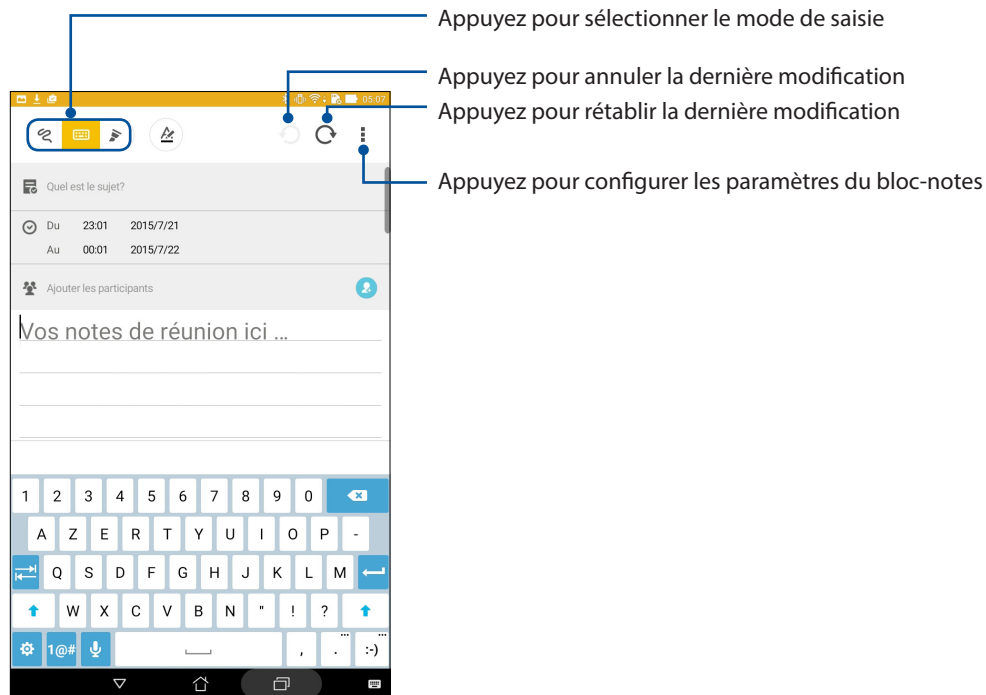 Appuyez pour sélectionner le mode de saisie
Appuyez pour annuler la dernière modification
Appuyez pour rétablir la dernière modification
Appuyez pour configurer les paramètres du bloc-notes
05:07
Quel est le sujet?
Du 23:01 2015/7/21
Au 00:01 2015/7/22
Ajouter les participants
Vos notes de réunion ici ...
1 2 3 4 5 6 7 8 9 0
A Z E R T Y U I O P -
Q S D F G H J K L M
W X C V B N " ! ?
1@# , . :-)